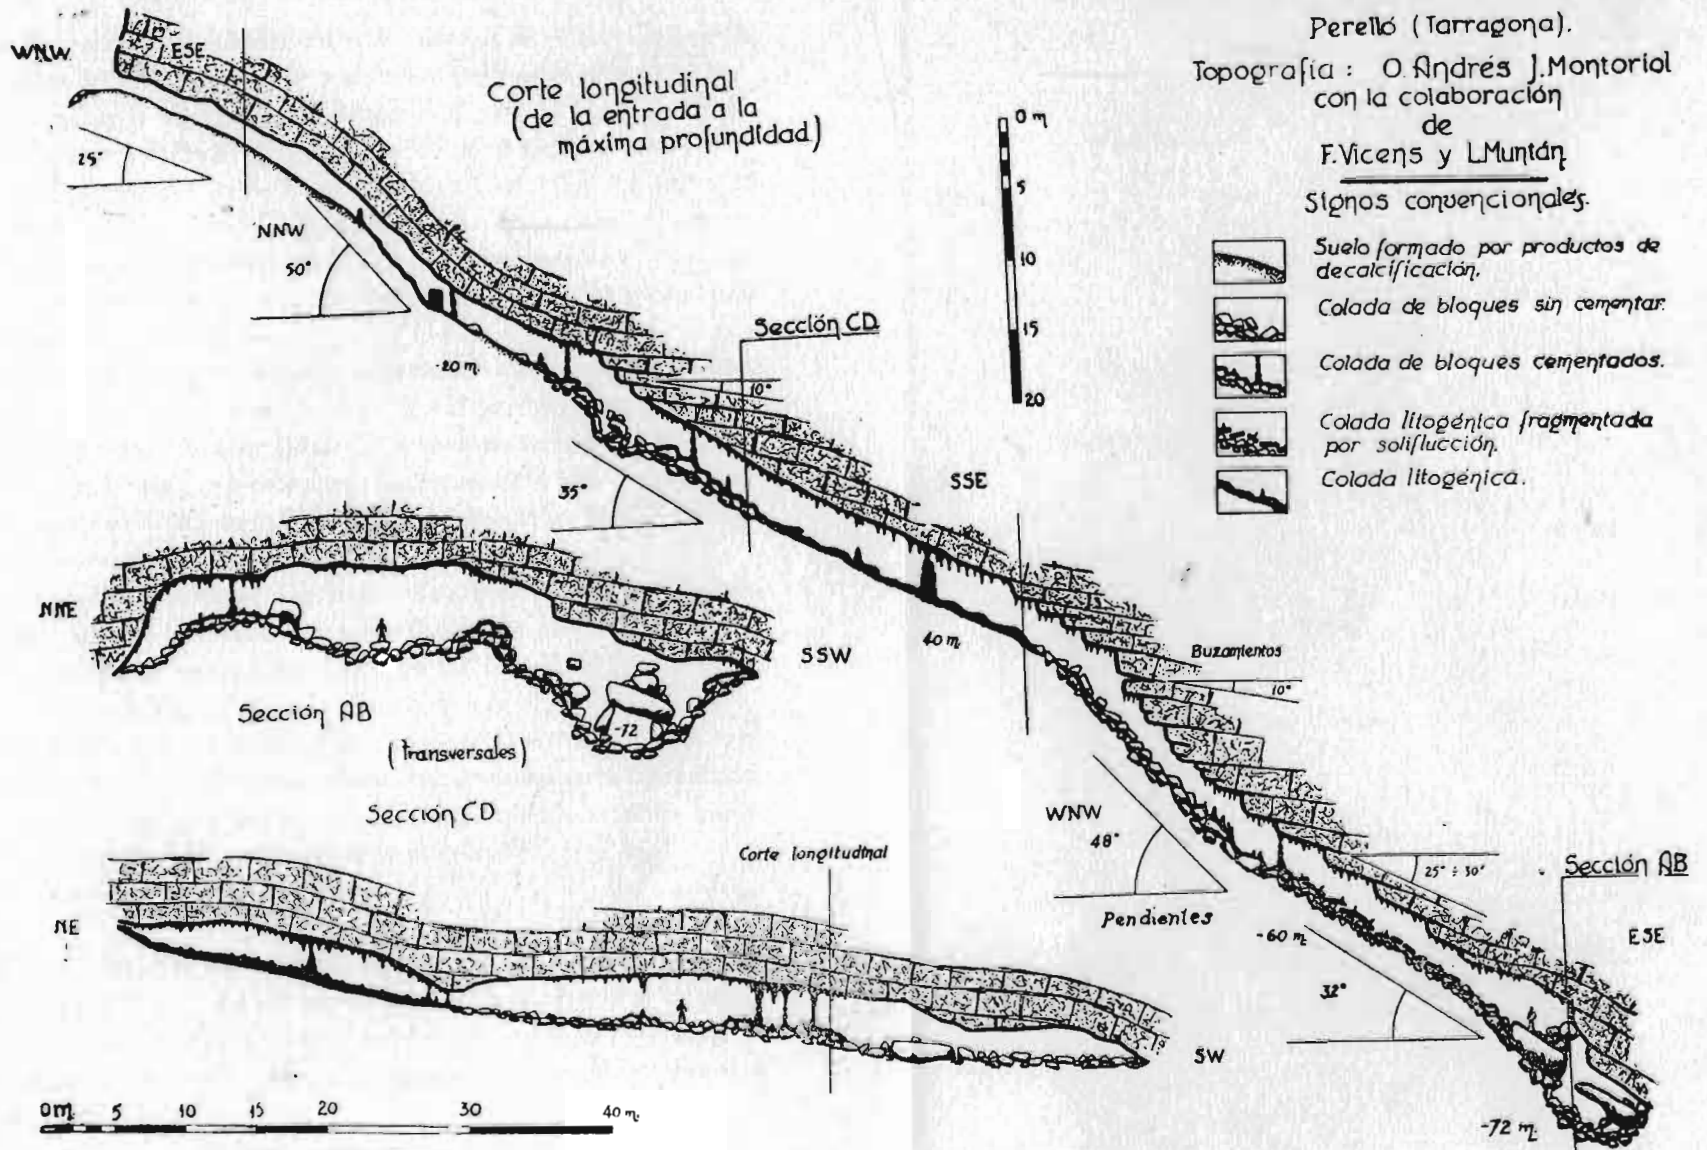 Perelló (Tarragona).
Topografía: O. Andrés J. Montoriol
con la colaboración
de
F. Vicens y L. Muntán
Signos convencionales.
Suelo formado por productos de
decalcificación.
Colada de bloques sin cementar.
Colada de bloques cementados.
Colada litogénica fragmentada
por solifluccíón.
Colada litogénica.
Corte longitudinal
(de la entrada a la
máxima profundidad)
WNW
ESE
25°
NNW
50°
-20 m.
Sección CD
10°
35°
SSE
0 m
5
10
15
20
40 m.
Buzamientos
10°
WNW
48°
Pendientes
25° ÷ 30°
Sección AB
-60 m.
ESE
32°
-72 m.
NNE
SSW
-72
Sección AB
(Transversales)
Sección CD
Corte longitudinal
NE
SW
0 m. 5 10 15 20 30 40 m.